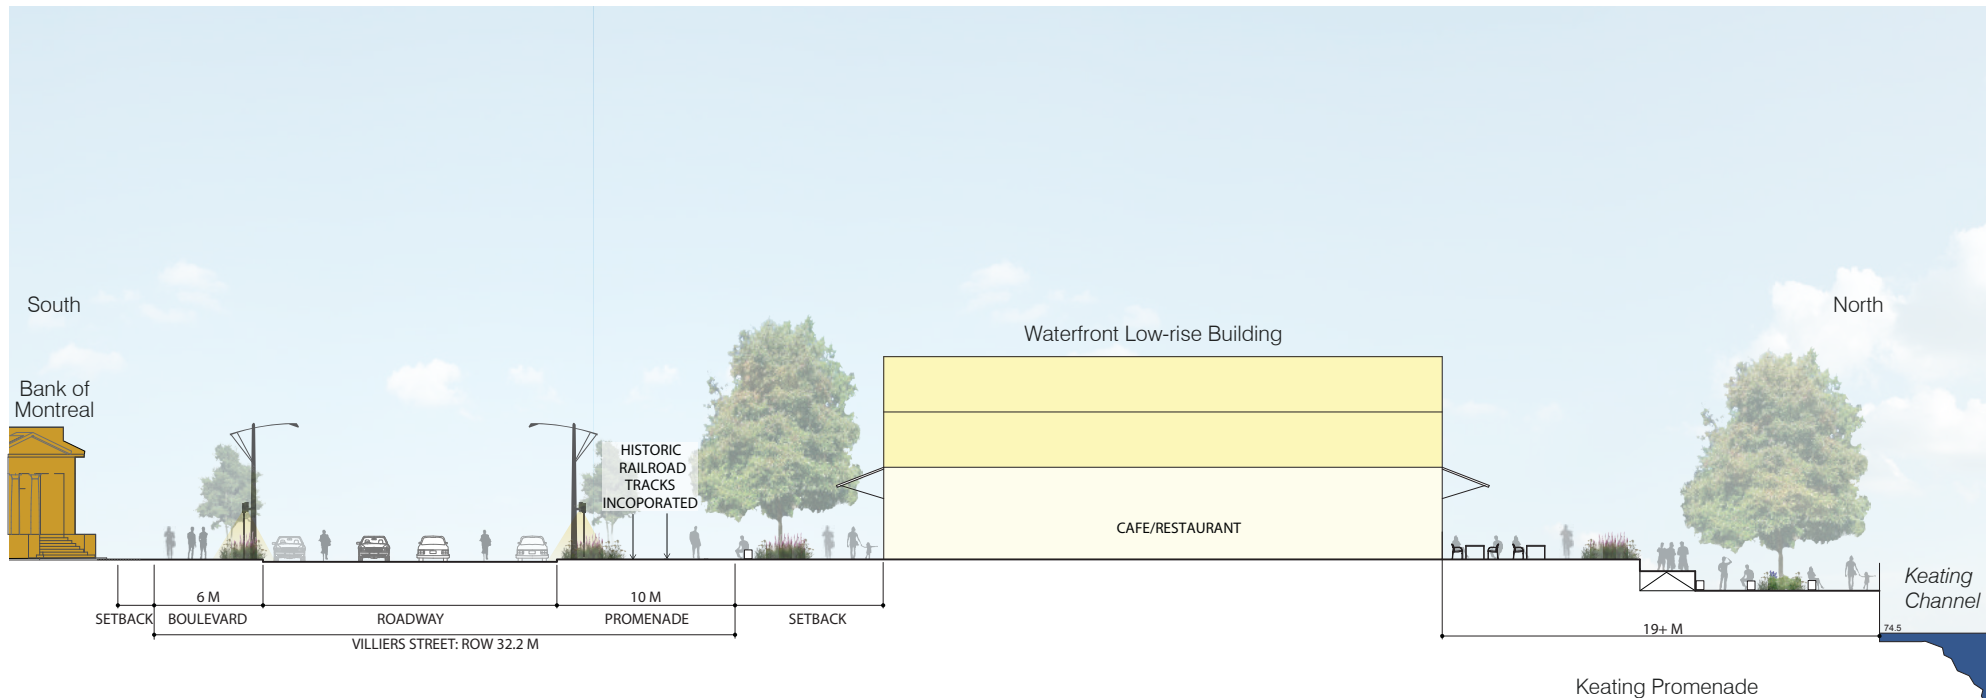 South
North
Waterfront Low-rise Building
Bank of
Montreal
HISTORIC
RAILROAD
TRACKS
INCOPORATED
CAFE/RESTAURANT
Keating
Channel
6 M
10 M
SETBACK
BOULEVARD
ROADWAY
PROMENADE
SETBACK
19+ M
74.5
VILLIERS STREET: ROW 32.2 M
Keating Promenade